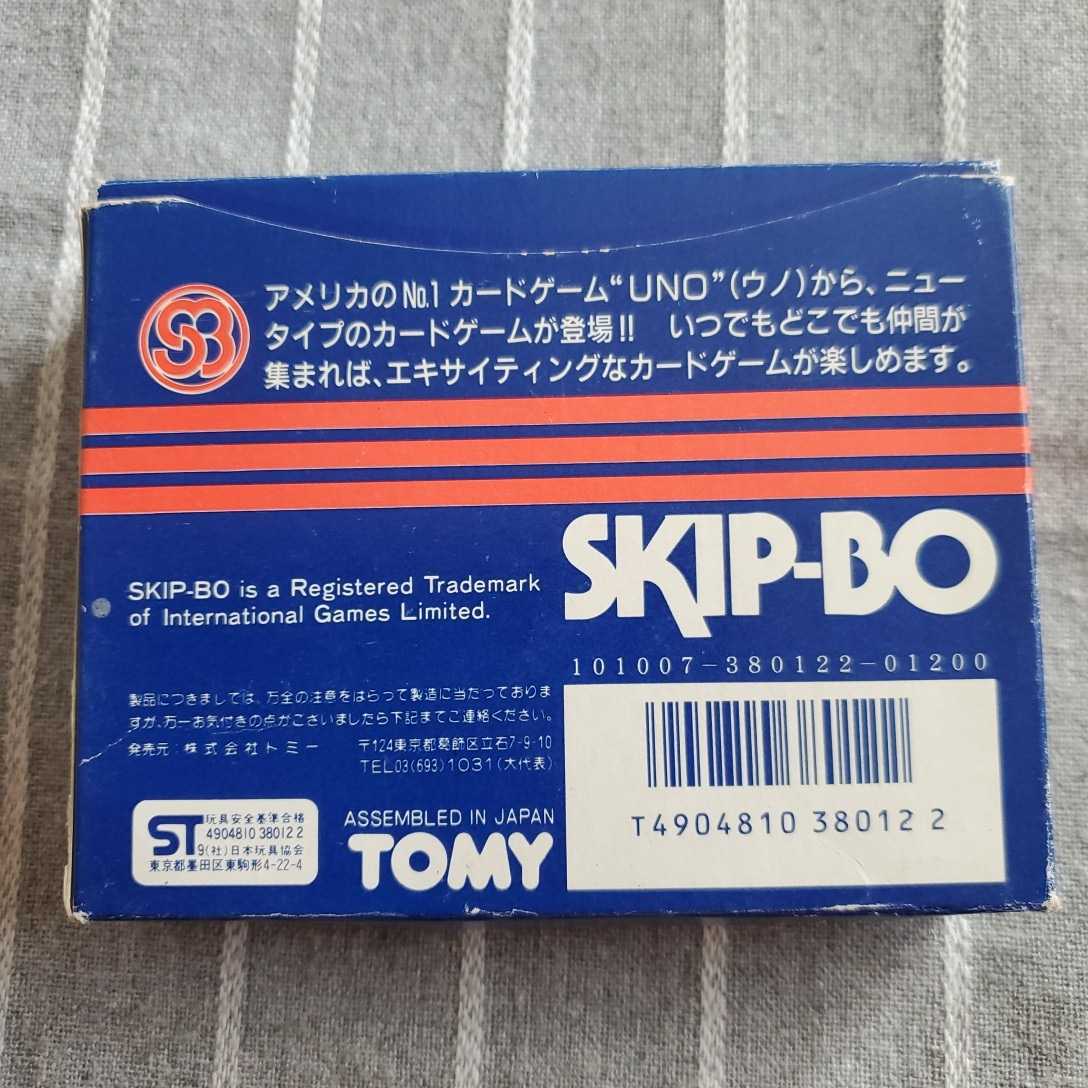 SB
アメリカのNo.1カードゲーム“UNO”(ウノ)から、ニュー
タイプのカードゲームが登場!! いつでもどこでも仲間が
集まれば、エキサイティングなカードゲームが楽しめます。
SKIP-BO is a Registered Trademark
of International Games Limited.
SKIP-BO
101007-380122-01200
製品につきましては、万全の注意をはらって製造に当たっておりま
すが、万一お気付きの点がございましたら下記までご連絡ください。
発売元:株式会社トミー 〒124東京都葛飾区立石7-9-10
TEL03(693)1031(大代表)
ST 玩具安全基準合格
4904810 38012 2
9(社)日本玩具協会
東京都墨田区東駒形4-22-4
ASSEMBLED IN JAPAN
TOMY
T4904810 38012 2